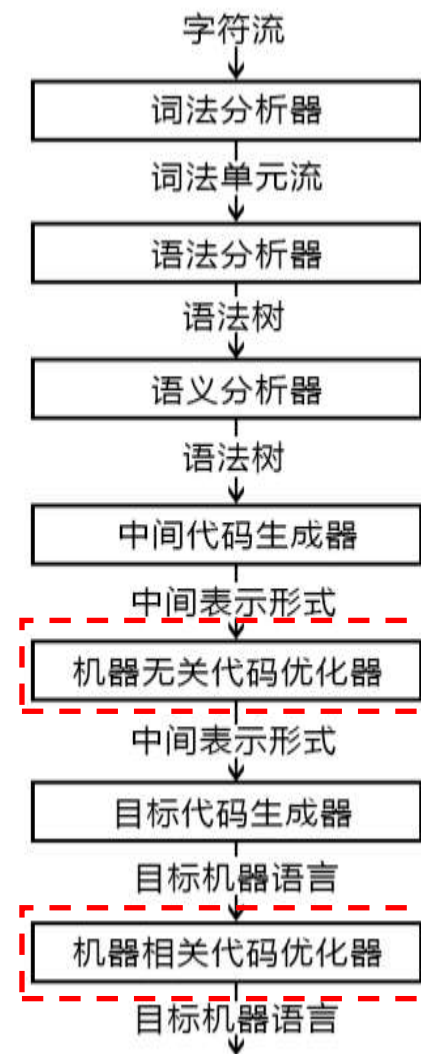 字符流
词法分析器
词法单元流
语法分析器
语法树
语义分析器
语法树
中间代码生成器
中间表示形式
机器无关代码优化器
中间表示形式
目标代码生成器
目标机器语言
机器相关代码优化器
目标机器语言